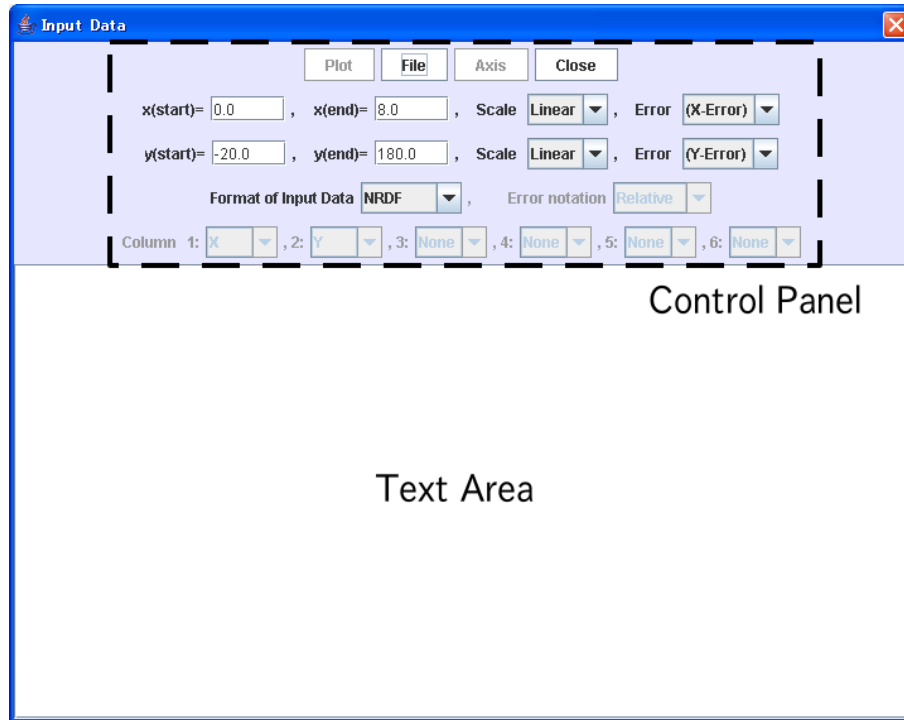 Input Data
Plot File Axis Close
x(start)= 0.0 , x(end)= 8.0 , Scale Linear , Error (X-Error)
y(start)= -20.0 , y(end)= 180.0 , Scale Linear , Error (Y-Error)
Format of Input Data NRDF , Error notation Relative
Column 1: X , 2: Y , 3: None , 4: None , 5: None , 6: None
Control Panel
Text Area